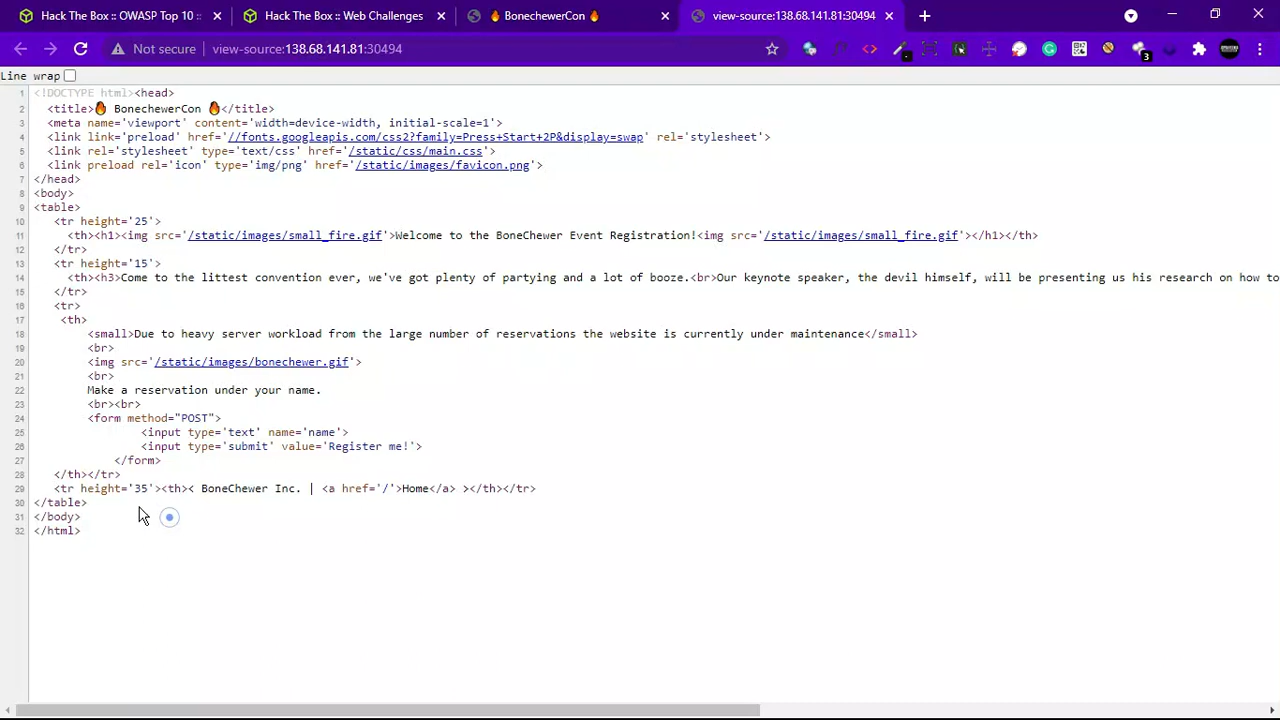 Hack The Box :: OWASP Top 10 ::
Hack The Box :: Web Challenges
🔥 BonechewerCon 🔥
view-source:138.68.141.81:30494
Not secure
view-source:138.68.141.81:30494
3
Line wrap
1 <!DOCTYPE html><head>
2 <title>🔥 BonechewerCon 🔥</title>
3 <meta name='viewport' content='width=device-width, initial-scale=1'>
4 <link link='preload' href='//fonts.googleapis.com/css2?family=Press+Start+2P&display=swap' rel='stylesheet'>
5 <link rel='stylesheet' type='text/css' href='/static/css/main.css'>
6 <link preload rel='icon' type='img/png' href='/static/images/favicon.png'>
7 </head>
8 <body>
9 <table>
10 <tr height='25'>
11 <th><h1><img src='/static/images/small_fire.gif'>Welcome to the BoneChewer Event Registration!<img src='/static/images/small_fire.gif'></h1></th>
12 </tr>
13 <tr height='15'>
14 <th><h3>Come to the littest convention ever, we've got plenty of partying and a lot of booze.<br>Our keynote speaker, the devil himself, will be presenting us his research on how to
15 </tr>
16 <tr>
17 <th>
18 <small>Due to heavy server workload from the large number of reservations the website is currently under maintenance</small>
19 <br>
20 <img src='/static/images/bonechewer.gif'>
21 <br>
22 Make a reservation under your name.
23 <br><br>
24 <form method="POST">
25 <input type='text' name='name'>
26 <input type='submit' value='Register me!'>
27 </form>
28 </th></tr>
29 <tr height='35'><th>< BoneChewer Inc. | <a href='/'>Home</a> ></th></tr>
30 </table>
31 </body>
32 </html>